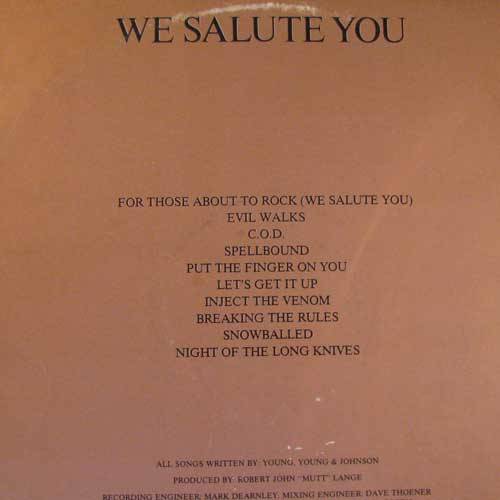 WE SALUTE YOU
FOR THOSE ABOUT TO ROCK (WE SALUTE YOU)
EVIL WALKS
C.O.D.
SPELLBOUND
PUT THE FINGER ON YOU
LET'S GET IT UP
INJECT THE VENOM
BREAKING THE RULES
SNOWBALLED
NIGHT OF THE LONG KNIVES
ALL SONGS WRITTEN BY: YOUNG, YOUNG & JOHNSON
PRODUCED BY: ROBERT JOHN "MUTT" LANGE
RECORDING ENGINEER: MARK DEARNLEY, MIXING ENGINEER: DAVE THOENER